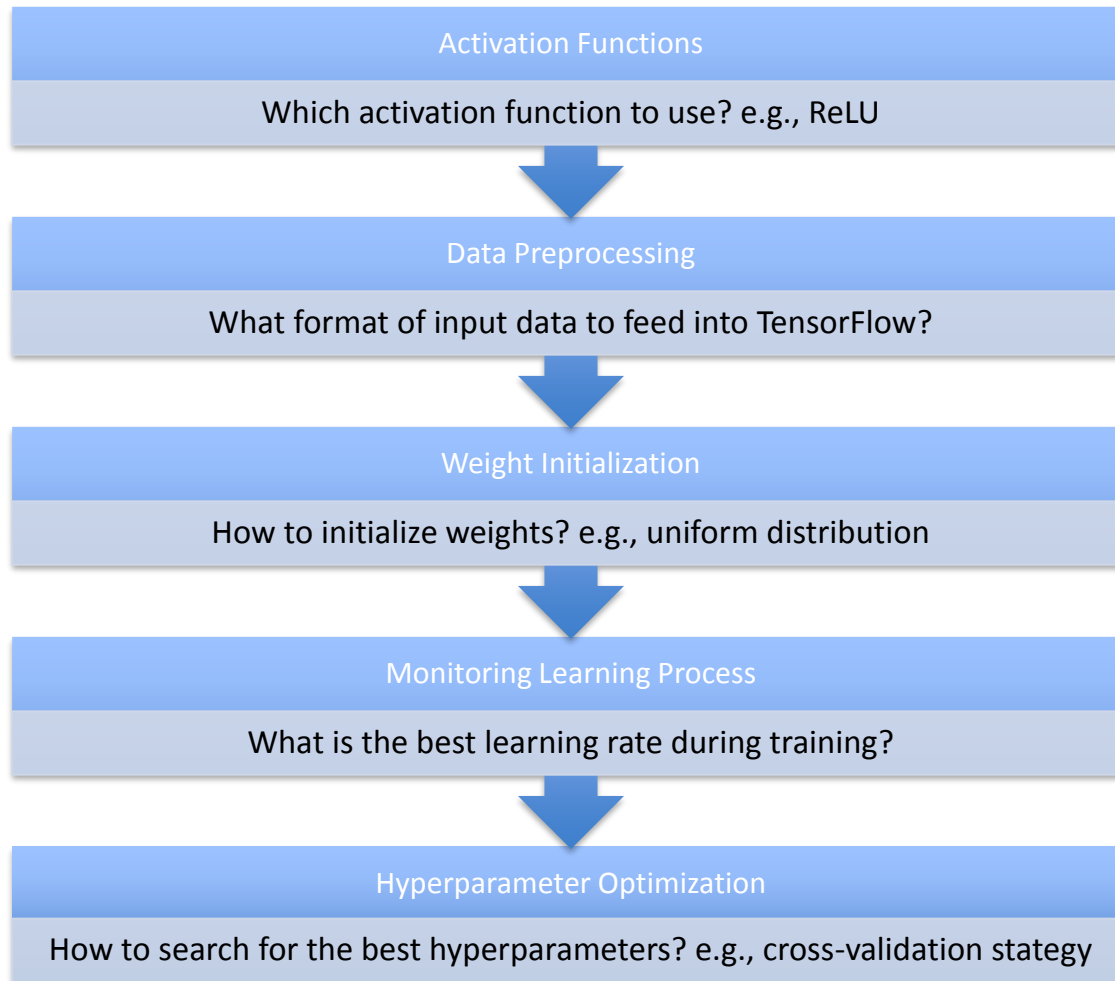 Activation Functions
Which activation function to use? e.g., ReLU
Data Preprocessing
What format of input data to feed into TensorFlow?
Weight Initialization
How to initialize weights? e.g., uniform distribution
Monitoring Learning Process
What is the best learning rate during training?
Hyperparameter Optimization
How to search for the best hyperparameters? e.g., cross-validation stategy